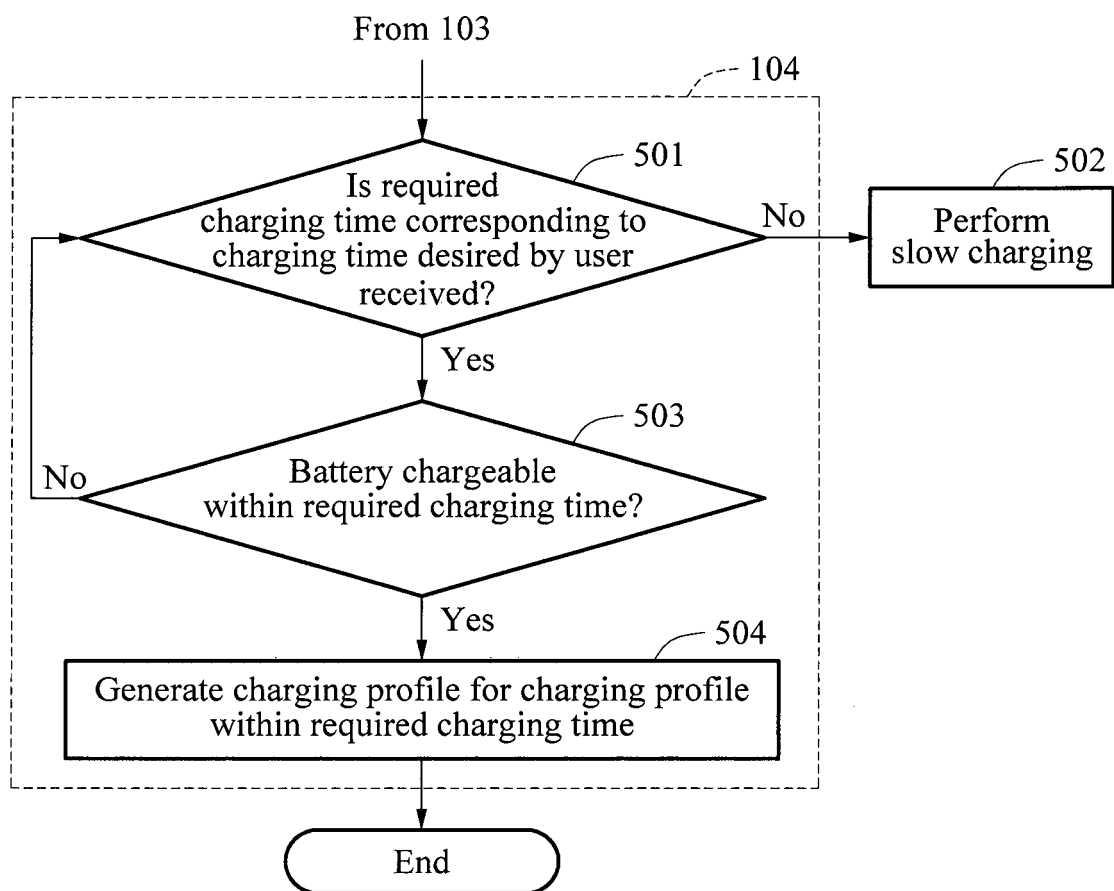 From 103
104
501
Is required
charging time corresponding to
charging time desired by user
received?
No
502
Perform
slow charging
Yes
503
Battery chargeable
within required charging time?
No
Yes
504
Generate charging profile for charging profile
within required charging time
End